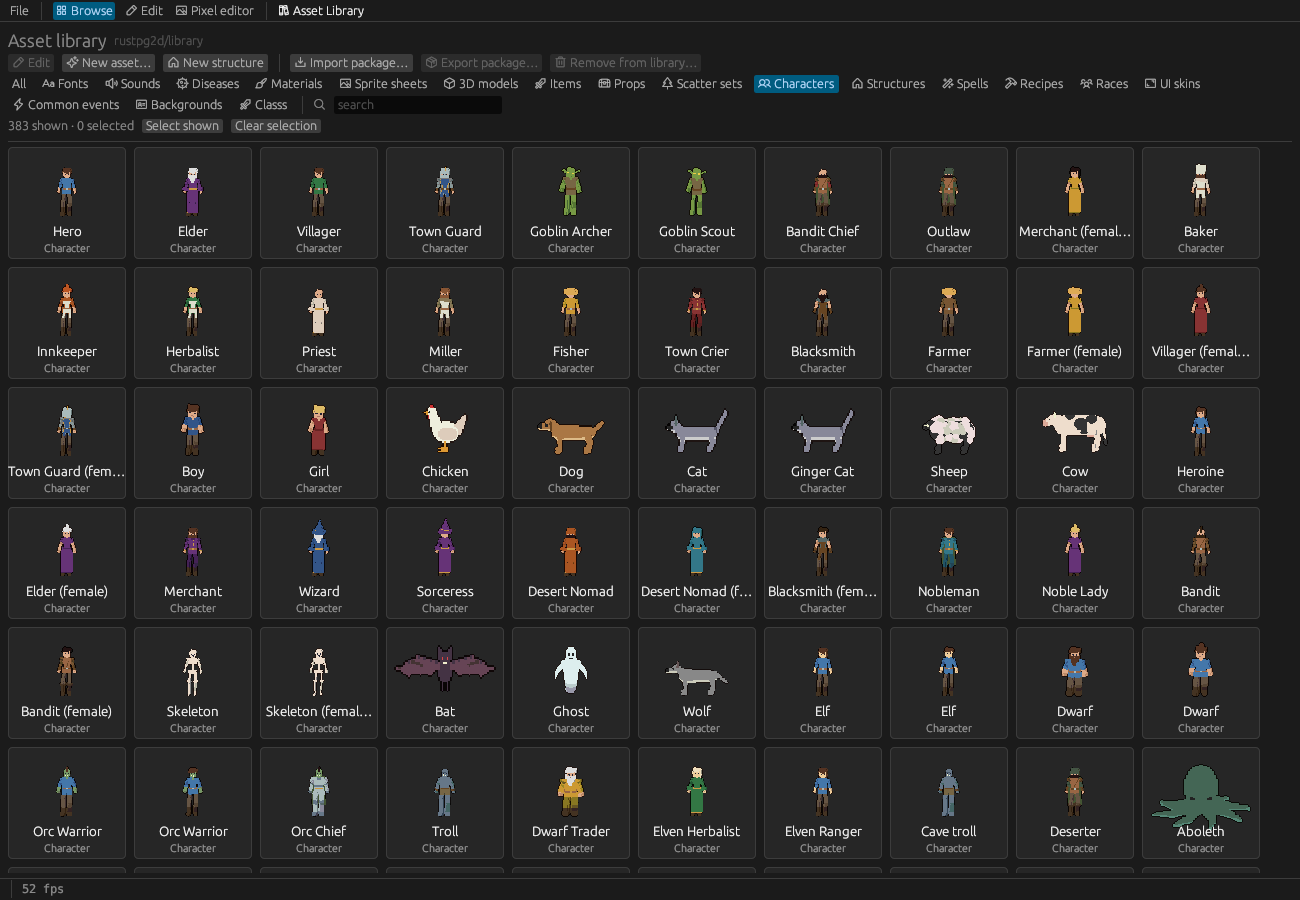 File Browse Edit Pixel editor Asset Library
Asset library rustpg2d/library
Edit New asset... New structure Import package... Export package... Remove from library...
All Fonts Sounds Diseases Materials Sprite sheets 3D models Items Props Scatter sets Characters Structures Spells Recipes Races UI skins
Common events Backgrounds Classs search
383 shown · 0 selected Select shown Clear selection
Hero Elder Villager Town Guard Goblin Archer Goblin Scout Bandit Chief Outlaw Merchant (femal... Baker
Character Character Character Character Character Character Character Character Character Character
Innkeeper Herbalist Priest Miller Fisher Town Crier Blacksmith Farmer Farmer (female) Villager (femal...
Character Character Character Character Character Character Character Character Character Character
Town Guard (fem... Boy Girl Chicken Dog Cat Ginger Cat Sheep Cow Heroine
Character Character Character Character Character Character Character Character Character Character
Elder (female) Merchant Wizard Sorceress Desert Nomad Desert Nomad (f... Blacksmith (fem... Nobleman Noble Lady Bandit
Character Character Character Character Character Character Character Character Character Character
Bandit (female) Skeleton Skeleton (femal... Bat Ghost Wolf Elf Elf Dwarf Dwarf
Character Character Character Character Character Character Character Character Character Character
Orc Warrior Orc Warrior Orc Chief Troll Dwarf Trader Elven Herbalist Elven Ranger Cave troll Deserter Aboleth
Character Character Character Character Character Character Character Character Character Character
52 fps